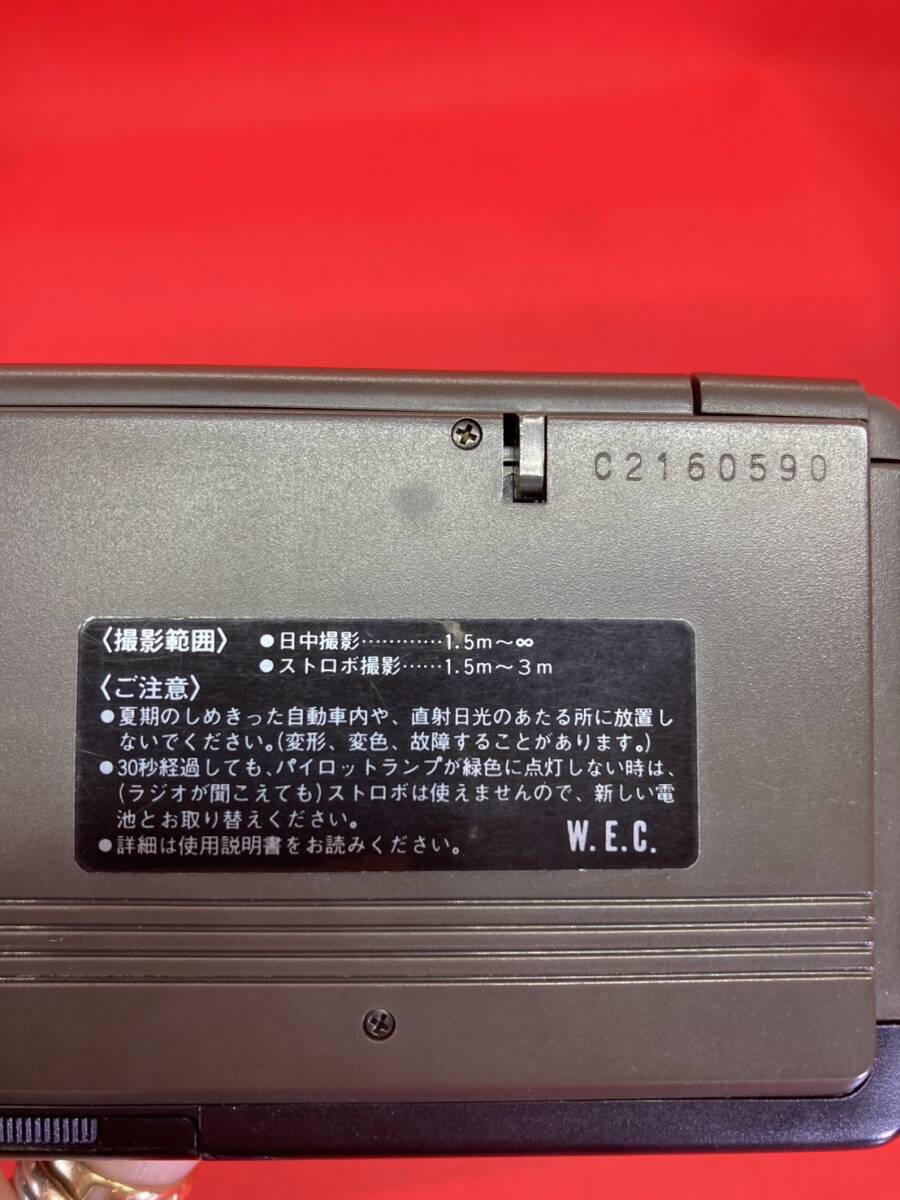 C2160590
〈撮影範囲〉 ●日中撮影…………1.5m〜∞
●ストロボ撮影……1.5m〜3m
〈ご注意〉
●夏期のしめきった自動車内や、直射日光のあたる所に放置し
ないでください。(変形、変色、故障することがあります。)
●30秒経過しても、パイロットランプが緑色に点灯しない時は、
(ラジオが聞こえても)ストロボは使えませんので、新しい電
池とお取り替えください。
●詳細は使用説明書をお読みください。 W.E.C.